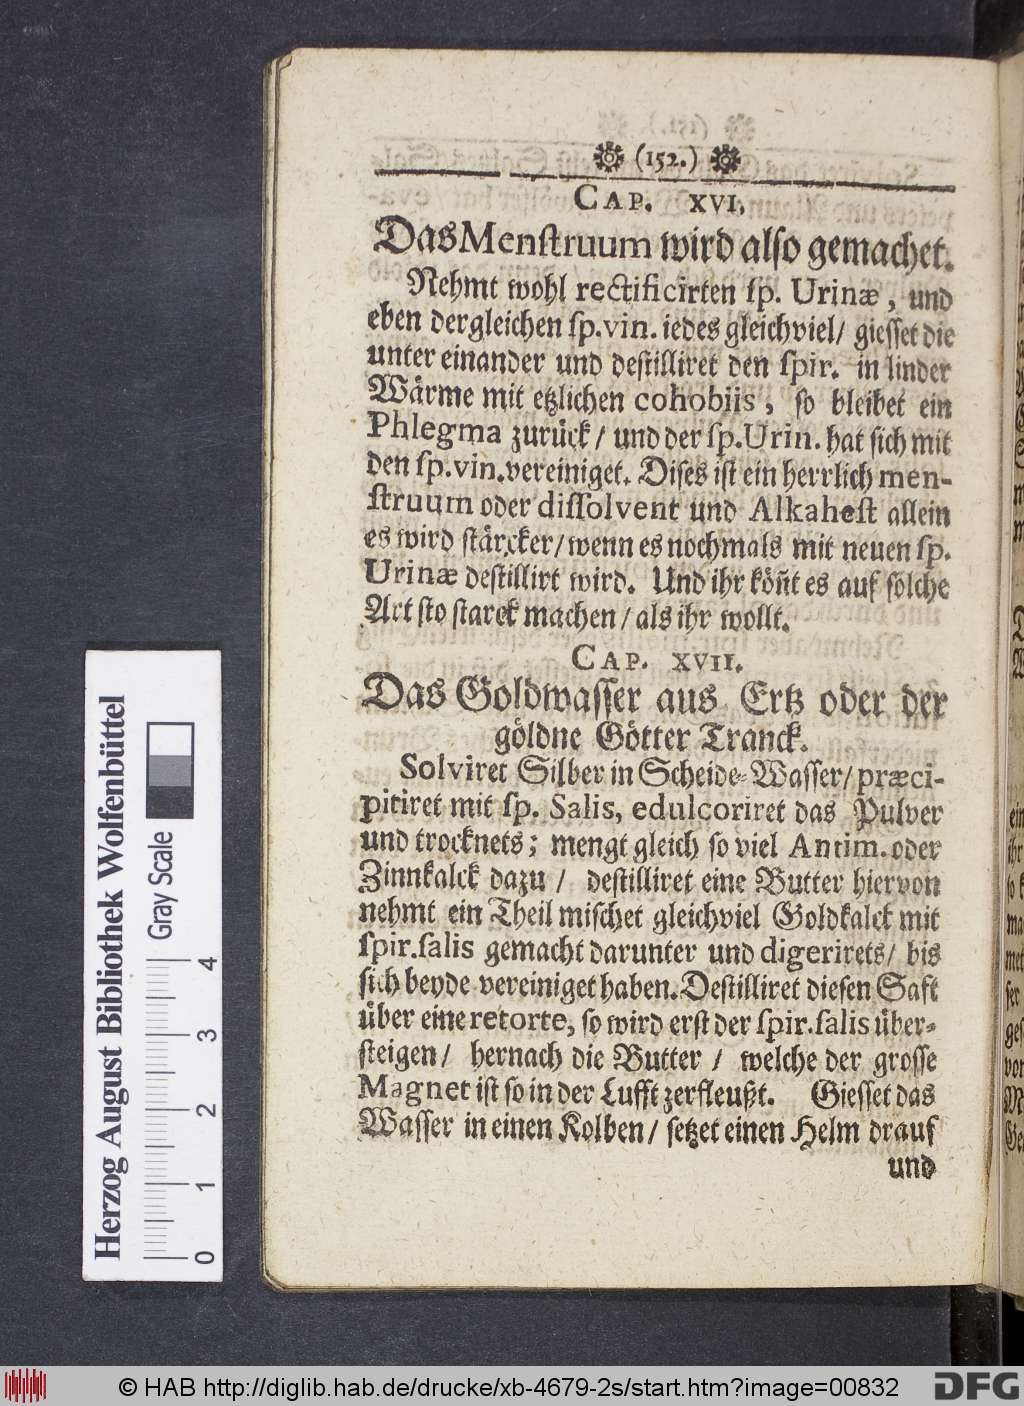 (152.)
CAP. XVI.
Das Menſtruum wird alſo gemachet.
Nehmt wohl rectificirten ſp. Urinæ, und
eben dergleichen ſp. vin. iedes gleichviel/ gieſſet die
unter einander und deſtilliret den ſpir. in linder
Wärme mit etzlichen cohobiis, ſo bleibet ein
Phlegma zurück/ und der ſp. Urin. hat ſich mit
den ſp. vin. vereiniget. Diſes iſt ein herrlich men-
ſtruum oder diſſolvent und Alkaheſt allein
es wird ſtärcker/ wenn es nochmals mit neuen ſp.
Urinæ deſtillirt wird. Und ihr köñt es auf ſolche
Art ſto ſtarck machen/ als ihr wollt.
CAP. XVII.
Das Goldwaſſer aus Ertz oder der
göldne Götter Tranck.
Solviret Silber in Scheide-Waſſer/ præci-
pitiret mit ſp. Salis, edulcoriret das Pulver
und trocknets; mengt gleich ſo viel Antim. oder
Zinnkalck dazu/ deſtilliret eine Butter hiervon
nehmt ein Theil miſchet gleichviel Goldkalck mit
ſpir. ſalis gemacht darunter und digerirets/ bis
ſich beyde vereiniget haben. Deſtilliret dieſen Saft
über eine retorte, ſo wird erſt der ſpir. ſalis über-
ſteigen/ hernach die Butter/ welche der groſſe
Magnet iſt ſo in der Lufft zerfleußt. Gieſſet das
Waſſer in einen Kolben/ ſetzet einen Helm drauf
und
Herzog August Bibliothek Wolfenbüttel
Gray Scale
0 1 2 3 4
© HAB http://diglib.hab.de/drucke/xb-4679-2s/start.htm?image=00832
DFG